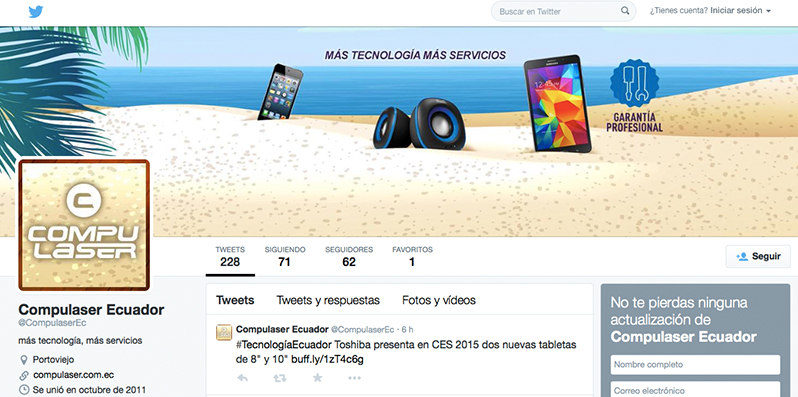 Buscar en Twitter
¿Tienes cuenta? Iniciar sesión
MÁS TECNOLOGÍA MÁS SERVICIOS
GARANTÍA
PROFESIONAL
COMPU
LASER
TWEETS
228
SIGUIENDO
71
SEGUIDORES
62
FAVORITOS
1
Seguir
Compulaser Ecuador
@CompulaserEc
más tecnología, más servicios
Portoviejo
compulaser.com.ec
Se unió en octubre de 2011
Tweets Tweets y respuestas Fotos y vídeos
Compulaser Ecuador @CompulaserEc · 6 h
#TecnologíaEcuador Toshiba presenta en CES 2015 dos nuevas tabletas
de 8" y 10" buff.ly/1zT4c6g
No te pierdas ninguna
actualización de
Compulaser Ecuador
Nombre completo
Correo electrónico